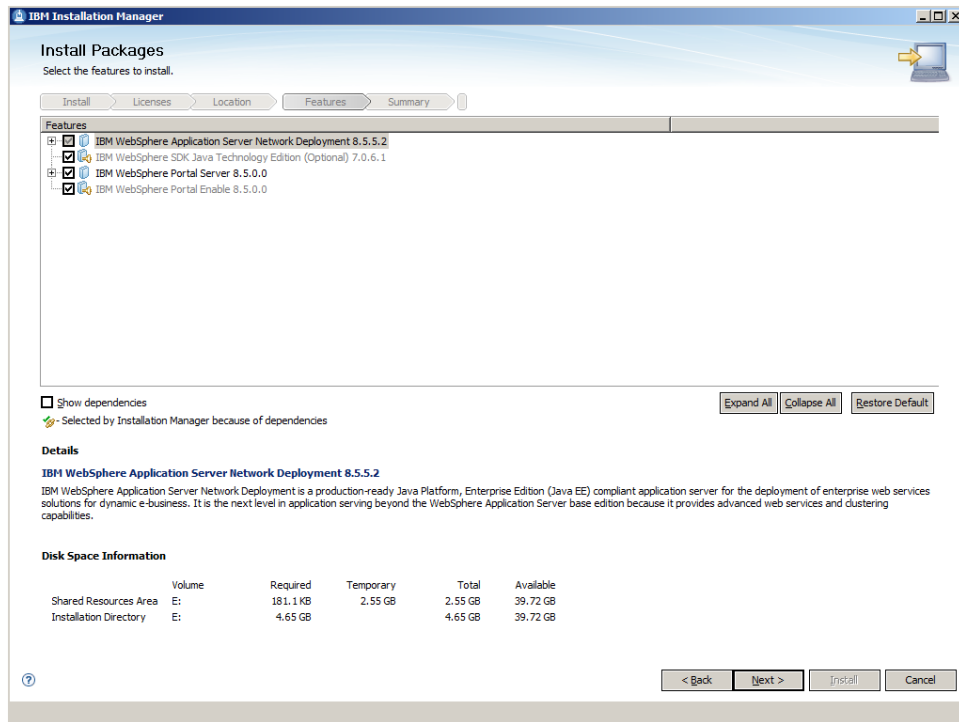 IBM Installation Manager
Install Packages
Select the features to install.
Install Licenses Location Features Summary
Features
IBM WebSphere Application Server Network Deployment 8.5.5.2
IBM WebSphere SDK Java Technology Edition (Optional) 7.0.6.1
IBM WebSphere Portal Server 8.5.0.0
IBM WebSphere Portal Enable 8.5.0.0
Show dependencies Expand All Collapse All Restore Default
- Selected by Installation Manager because of dependencies
Details
IBM WebSphere Application Server Network Deployment 8.5.5.2
IBM WebSphere Application Server Network Deployment is a production-ready Java Platform, Enterprise Edition (Java EE) compliant application server for the deployment of enterprise web services
solutions for dynamic e-business. It is the next level in application serving beyond the WebSphere Application Server base edition because it provides advanced web services and clustering
capabilities.
Disk Space Information
Volume Required Temporary Total Available
Shared Resources Area E: 181.1 KB 2.55 GB 2.55 GB 39.72 GB
Installation Directory E: 4.65 GB 4.65 GB 39.72 GB
? < Back Next > Install Cancel